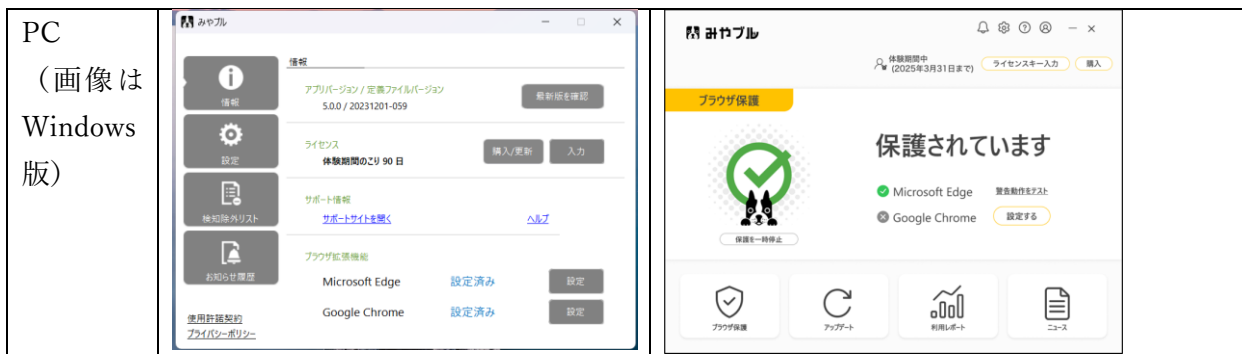 PC
（画像は
Windows
版）
みやブル
情報
情報
アプリバージョン / 定義ファイルバージョン
5.0.0 / 20231201-059
最新版を確認
設定
ライセンス
体験期間のこり 90 日
購入/更新
入力
検知除外リスト
サポート情報
サポートサイトを開く
ヘルプ
お知らせ履歴
ブラウザ拡張機能
Microsoft Edge
設定済み
設定
Google Chrome
設定済み
設定
使用許諾契約
プライバシーポリシー
みやブル
体験期間中
(2025年3月31日まで)
ライセンスキー入力
購入
ブラウザ保護
保護されています
Microsoft Edge
警告動作をテスト
Google Chrome
設定する
保護を一時停止
ブラウザ保護
アップデート
利用レポート
ニュース